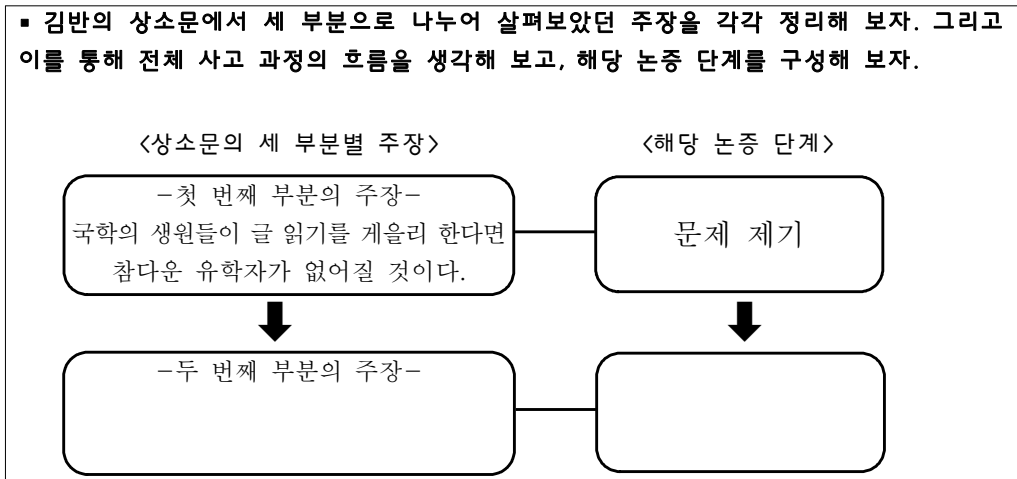 ▪ 김반의 상소문에서 세 부분으로 나누어 살펴보았던 주장을 각각 정리해 보자. 그리고
이를 통해 전체 사고 과정의 흐름을 생각해 보고, 해당 논증 단계를 구성해 보자.
<상소문의 세 부분별 주장>
<해당 논증 단계>
-첫 번째 부분의 주장-
국학의 생원들이 글 읽기를 게을리 한다면
참다운 유학자가 없어질 것이다.
문제 제기
-두 번째 부분의 주장-